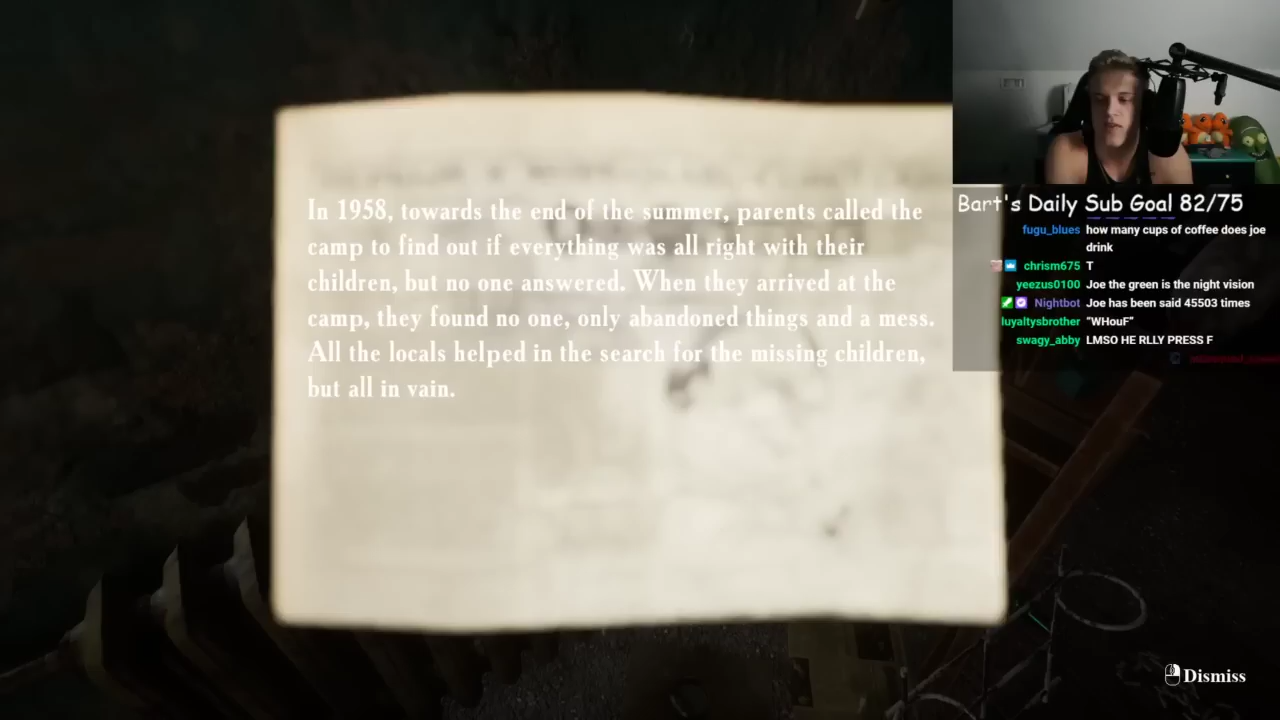 In 1958, towards the end of the summer, parents called the
camp to find out if everything was all right with their
children, but no one answered. When they arrived at the
camp, they found no one, only abandoned things and a mess.
All the locals helped in the search for the missing children,
but all in vain.
Bart's Daily Sub Goal 82/75
fugu_blues how many cups of coffee does joe
drink
chrism675 T
yeezus0100 Joe the green is the night vision
Nightbot Joe has been said 45503 times
luyaltysbrother “WHouF”
swagy_abby LMSO HE RLLY PRESS F
Dismiss